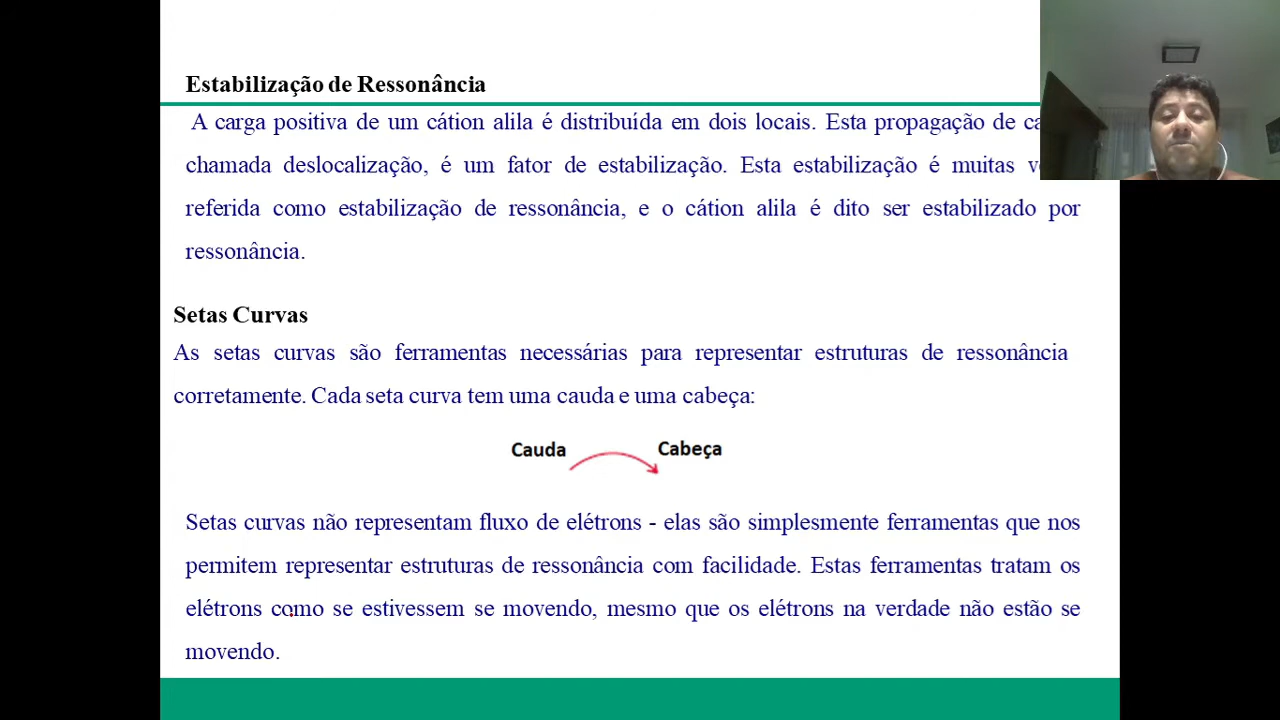 Estabilização de Ressonância
A carga positiva de um cátion alila é distribuída em dois locais. Esta propagação de
chamada deslocalização, é um fator de estabilização. Esta estabilização é muitas
referida como estabilização de ressonância, e o cátion alila é dito ser estabilizado por
ressonância.
Setas Curvas
As setas curvas são ferramentas necessárias para representar estruturas de ressonância
corretamente. Cada seta curva tem uma cauda e uma cabeça:
Cauda Cabeça
Setas curvas não representam fluxo de elétrons - elas são simplesmente ferramentas que nos
permitem representar estruturas de ressonância com facilidade. Estas ferramentas tratam os
elétrons como se estivessem se movendo, mesmo que os elétrons na verdade não estão se
movendo.